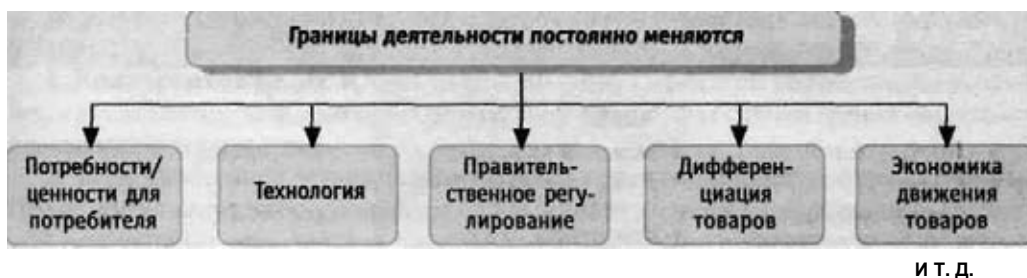 Границы деятельности постоянно меняются
Потребности/
ценности для
потребителя
Технология
Правитель-
ственное регу-
лирование
Дифферен-
циация
товаров
Экономика
движения
товаров
и т. д.